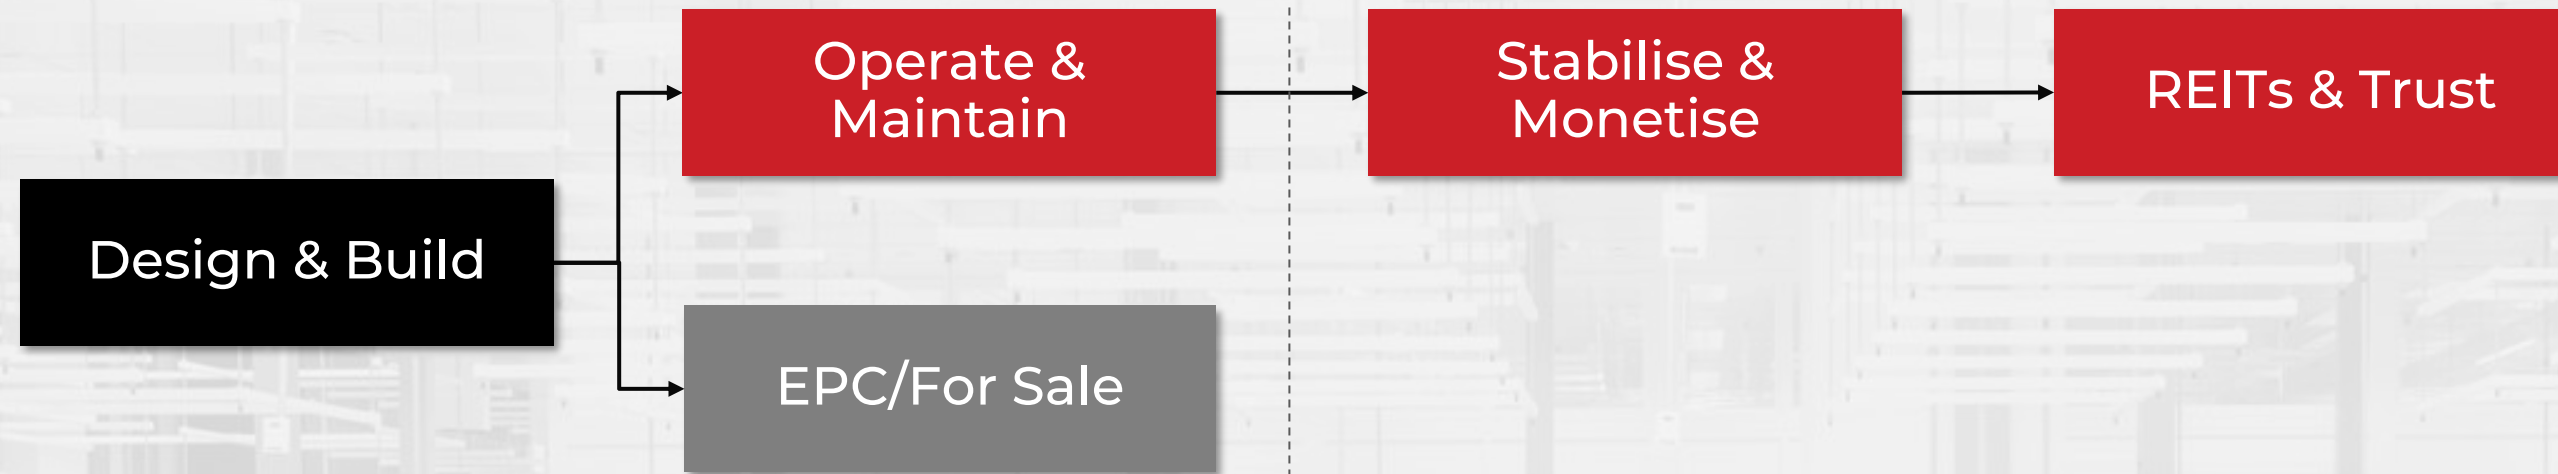 Operate &
Maintain
Stabilise &
Monetise
REITs & Trust
Design & Build
EPC/For Sale